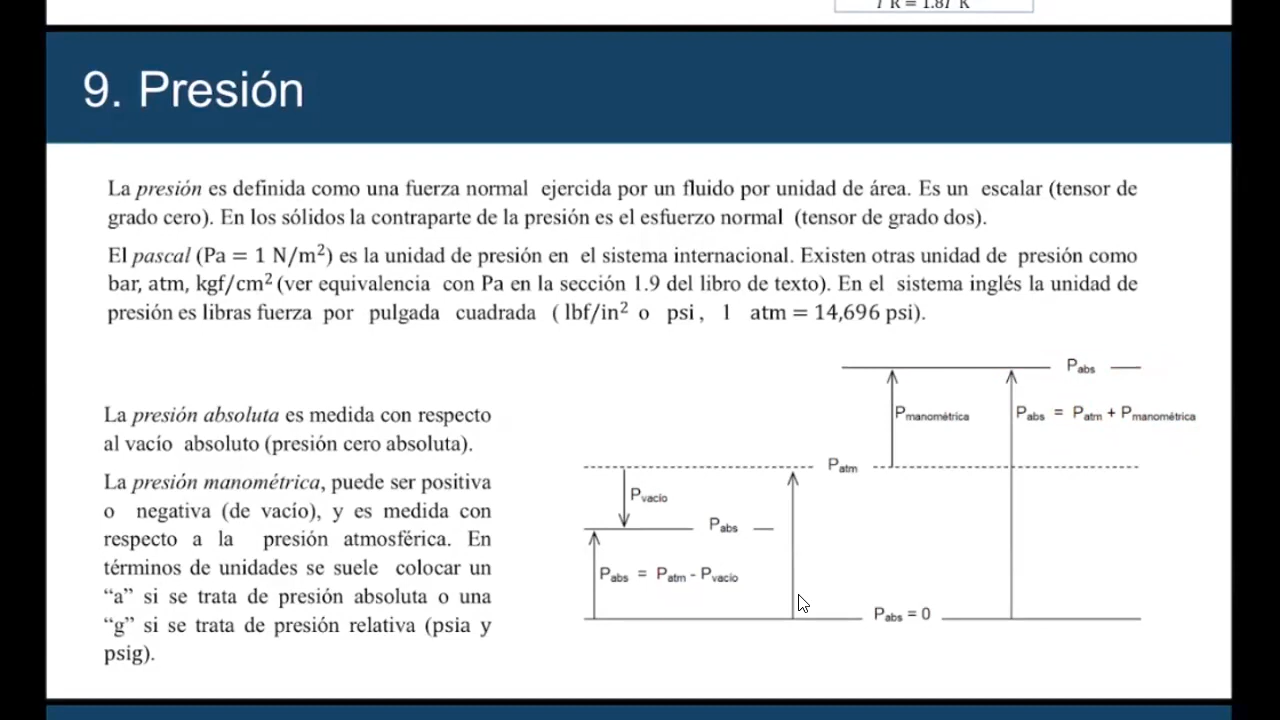 1 R = 1.8T K
9. Presión
La presión es definida como una fuerza normal ejercida por un fluido por unidad de área. Es un escalar (tensor de
grado cero). En los sólidos la contraparte de la presión es el esfuerzo normal (tensor de grado dos).
El pascal (Pa = 1 N/m²) es la unidad de presión en el sistema internacional. Existen otras unidad de presión como
bar, atm, kgf/cm² (ver equivalencia con Pa en la sección 1.9 del libro de texto). En el sistema inglés la unidad de
presión es libras fuerza por pulgada cuadrada ( lbf/in² o psi , 1 atm = 14,696 psi).
La presión absoluta es medida con respecto
al vacío absoluto (presión cero absoluta).
La presión manométrica, puede ser positiva
o negativa (de vacío), y es medida con
respecto a la presión atmosférica. En
términos de unidades se suele colocar un
“a” si se trata de presión absoluta o una
“g” si se trata de presión relativa (psia y
psig).
Pabs
Pmanométrica
Pabs = Patm + Pmanométrica
Patm
Pvacío
Pabs
Pabs = Patm - Pvacío
Pabs = 0